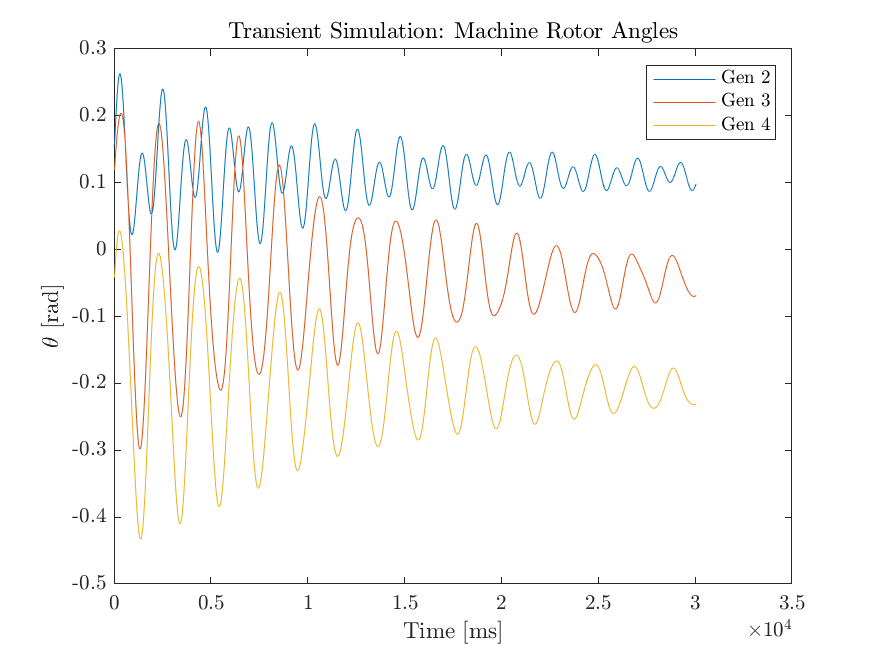 Transient Simulation: Machine Rotor Angles
Gen 2
Gen 3
Gen 4
0.3
0.2
0.1
0
-0.1
-0.2
-0.3
-0.4
-0.5
θ [rad]
0 0.5 1 1.5 2 2.5 3 3.5
×10⁴
Time [ms]